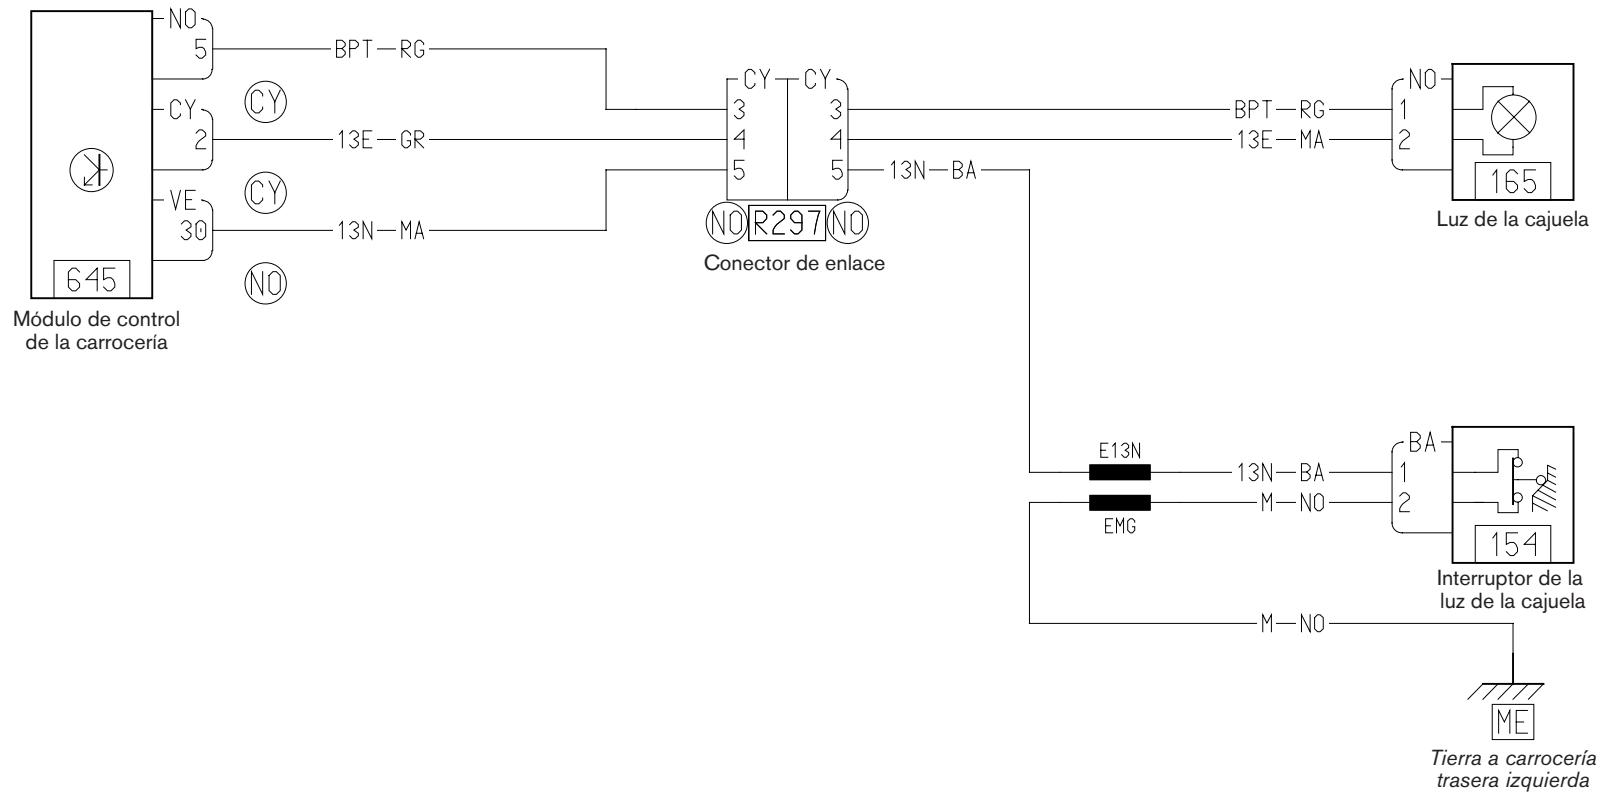 NO
5
BPT RG
CY
CY
2
13E GR
CY
VE
30
13N MA
NO
645
Módulo de control
de la carrocería
CY CY
3 3
4 4
5 5
NO R297 NO
Conector de enlace
BPT RG
13E MA
13N BA
NO
1
2
165
Luz de la cajuela
E13N
13N BA
M NO
EMG
BA
1
2
154
Interruptor de la
luz de la cajuela
M NO
ME
Tierra a carrocería
trasera izquierda